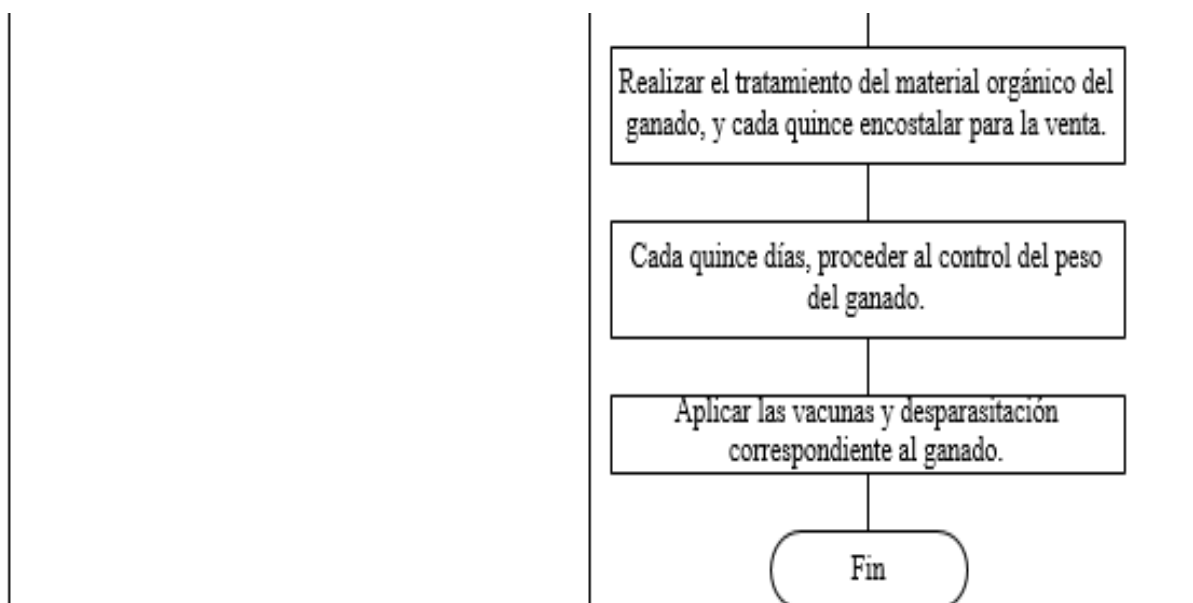 Realizar el tratamiento del material orgánico del
ganado, y cada quince encostalar para la venta.
Cada quince días, proceder al control del peso
del ganado.
Aplicar las vacunas y desparasitación
correspondiente al ganado.
Fin